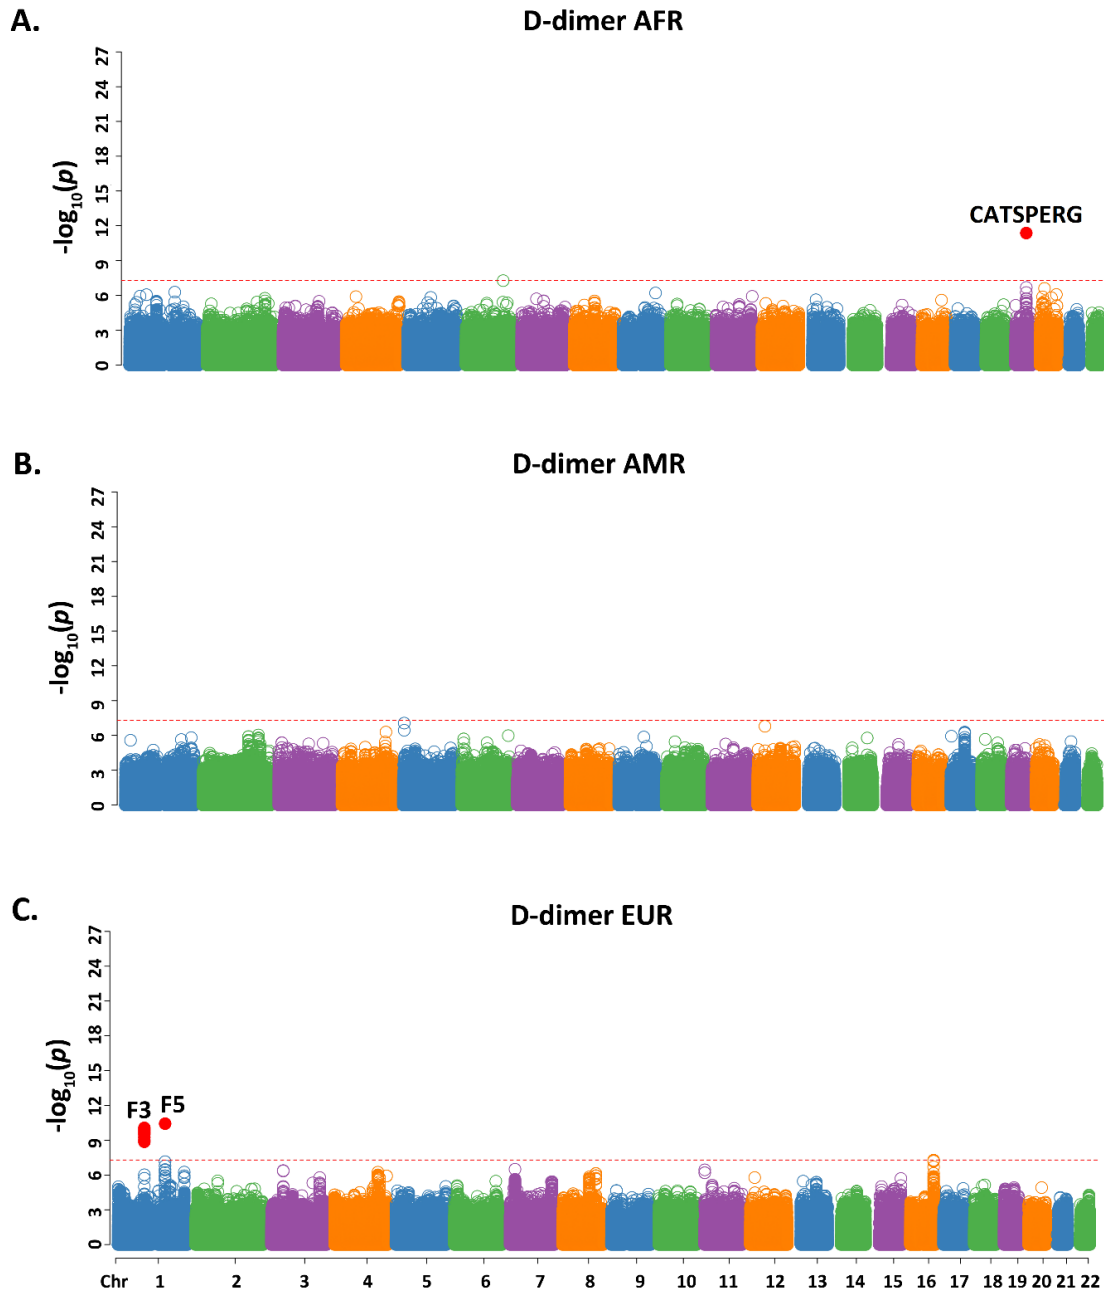 A.
D-dimer AFR
27
24
21
18
15
12
9
6
3
0
-log10(p)
CATSPERG
B.
D-dimer AMR
27
24
21
18
15
12
9
6
3
0
-log10(p)
C.
D-dimer EUR
27
24
21
18
15
12
9
6
3
0
-log10(p)
F3 F5
Chr 1 2 3 4 5 6 7 8 9 10 11 12 13 14 15 16 17 18 19 20 21 22